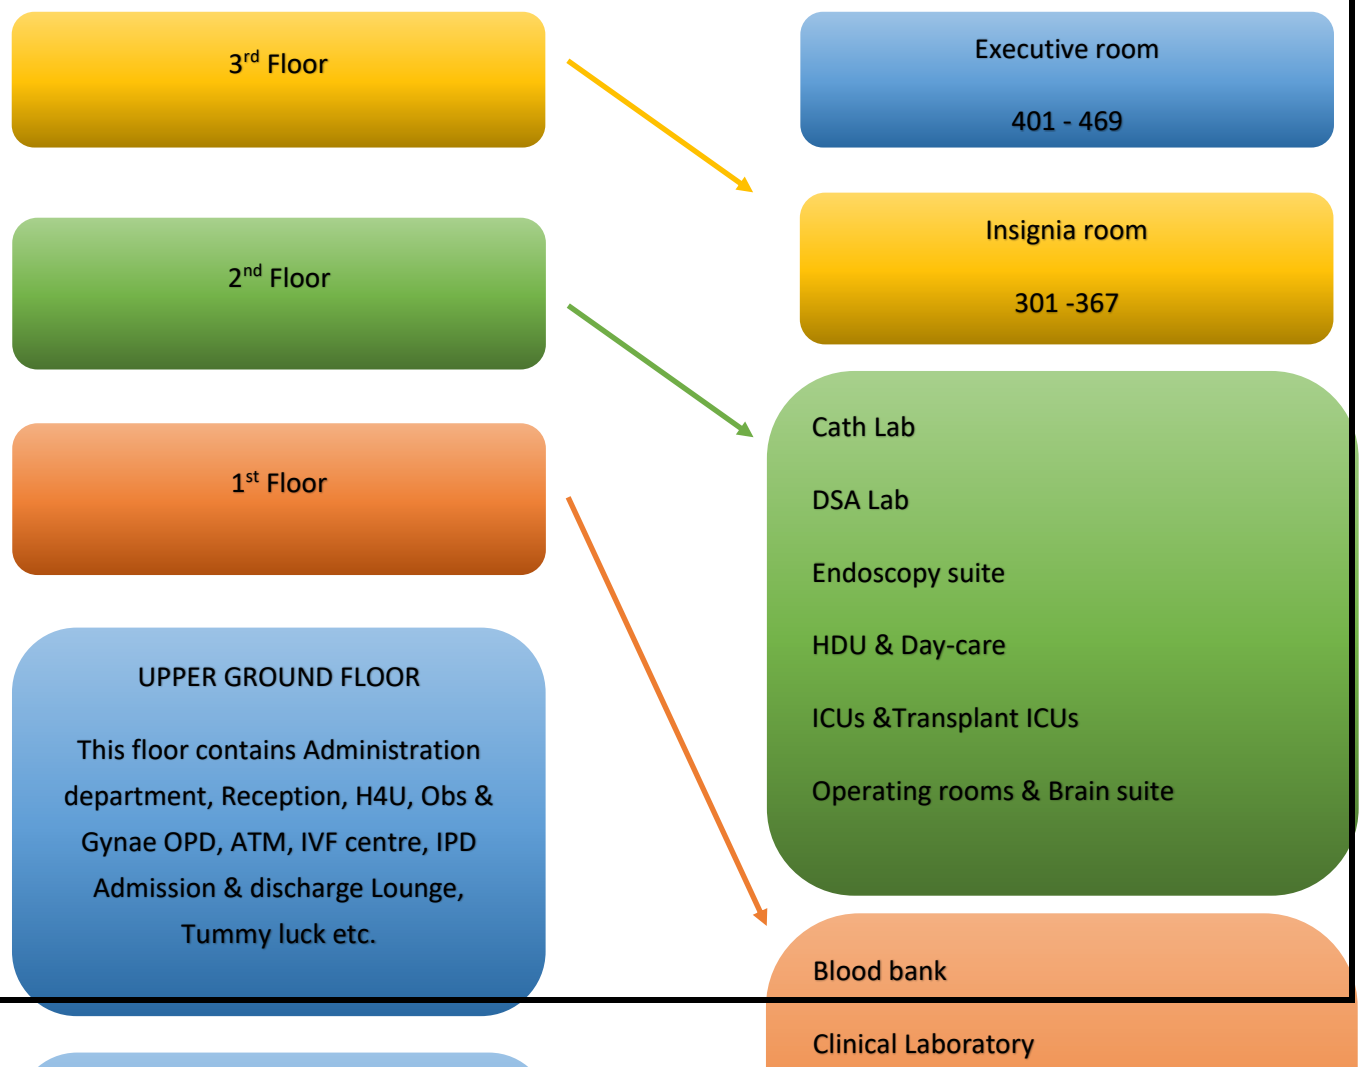 3rd Floor
2nd Floor
1st Floor
UPPER GROUND FLOOR
This floor contains Administration
department, Reception, H4U, Obs &
Gynae OPD, ATM, IVF centre, IPD
Admission & discharge Lounge,
Tummy luck etc.
Executive room
401 - 469
Insignia room
301 -367
Cath Lab
DSA Lab
Endoscopy suite
HDU & Day-care
ICUs &Transplant ICUs
Operating rooms & Brain suite
Blood bank
Clinical Laboratory